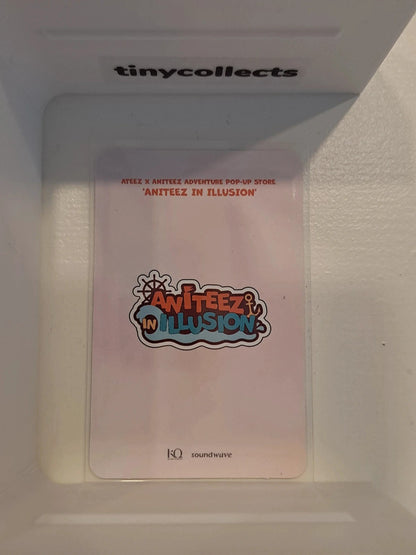 tinycollects
ATEEZ X ANITEEZ ADVENTURE POP-UP STORE
'ANITEEZ IN ILLUSION'
ANITEEZ
IN ILLUSION
KQ
soundwave